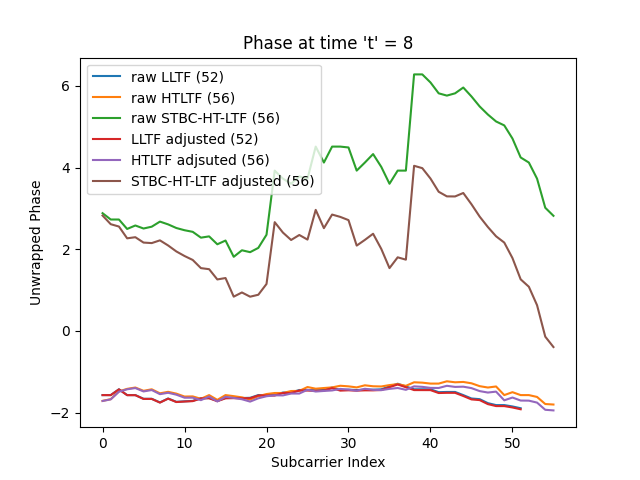 Phase at time 't' = 8
Unwrapped Phase
6
4
2
0
−2
raw LLTF (52)
raw HTLTF (56)
raw STBC-HT-LTF (56)
LLTF adjusted (52)
HTLTF adjsuted (56)
STBC-HT-LTF adjusted (56)
0 10 20 30 40 50
Subcarrier Index